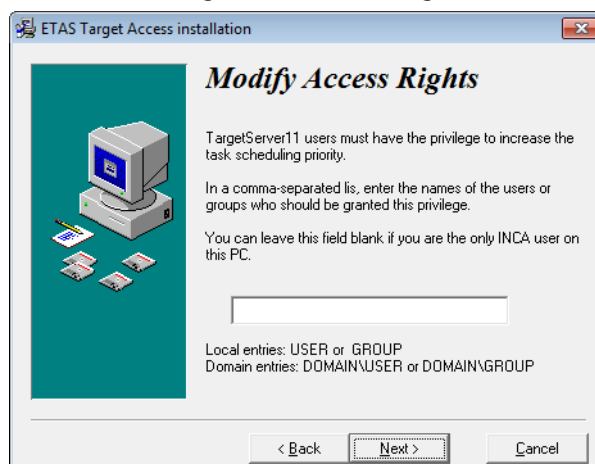 ETAS Target Access installation
Modify Access Rights
TargetServer11 users must have the privilege to increase the
task scheduling priority.
In a comma-separated lis, enter the names of the users or
groups who should be granted this privilege.
You can leave this field blank if you are the only INCA user on
this PC.
Local entries: USER or GROUP
Domain entries: DOMAIN\USER or DOMAIN\GROUP
< Back
Next >
Cancel